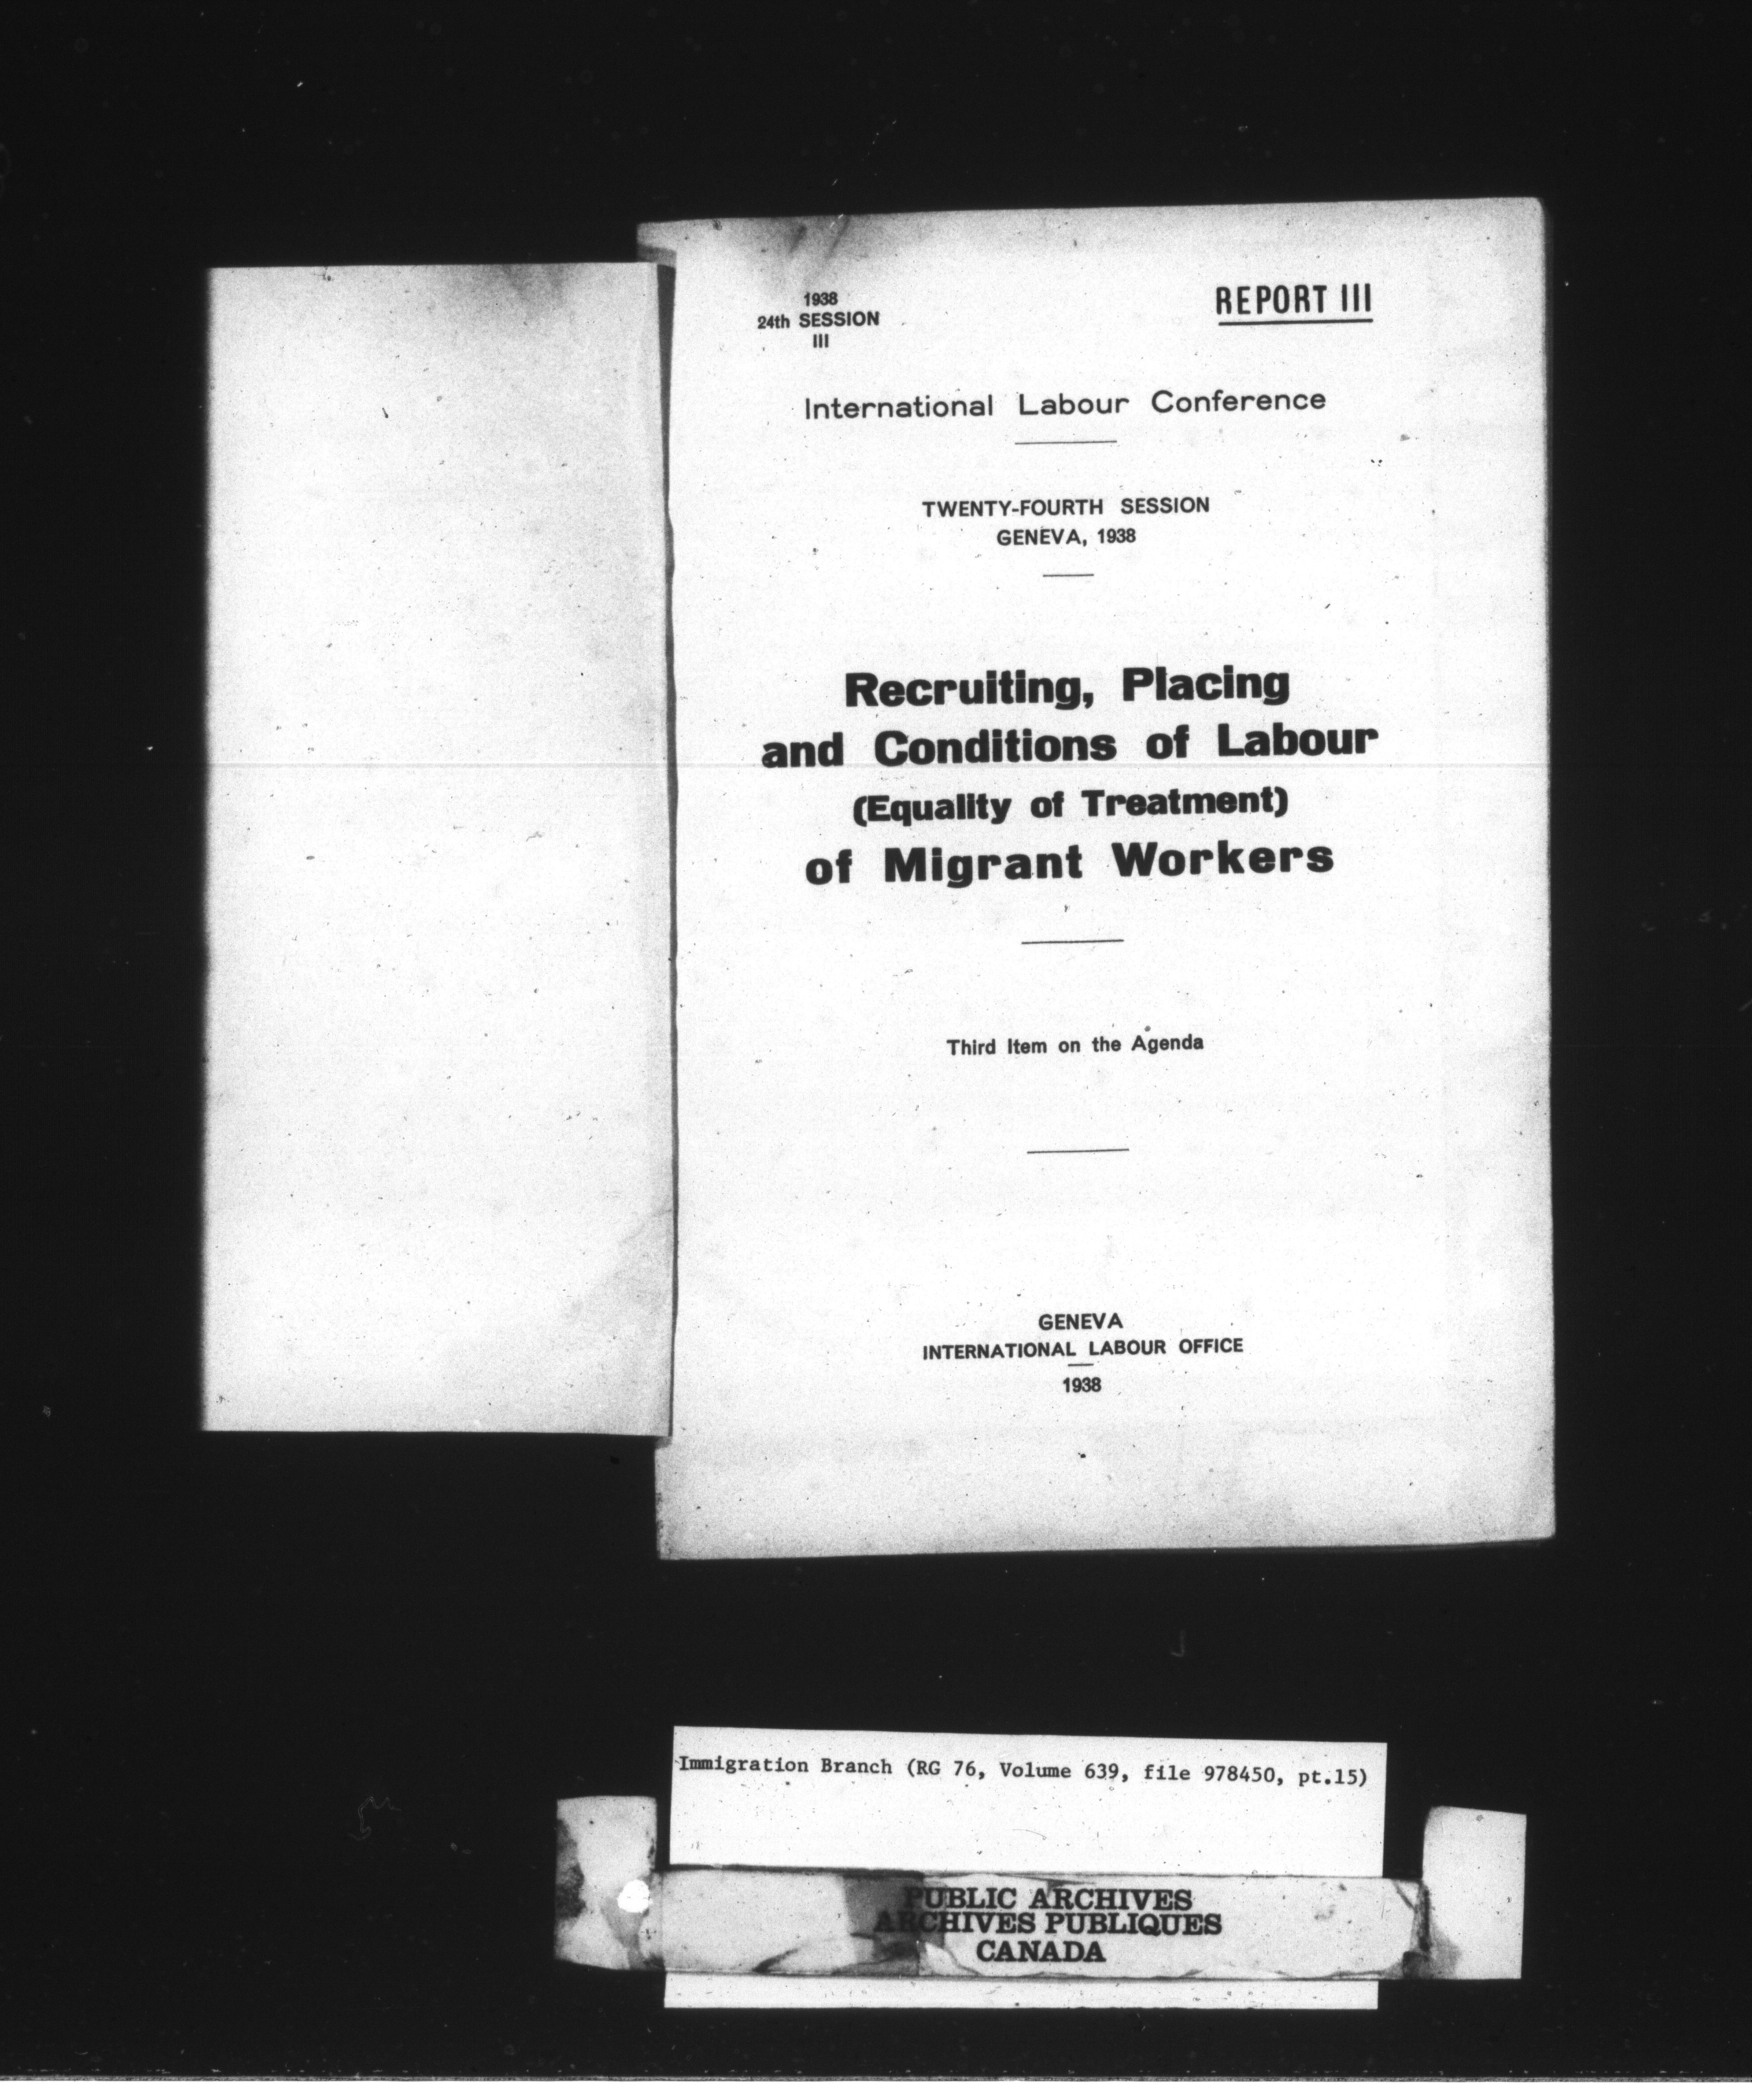 1938
24th SESSION
III
REPORT III
International Labour Conference
TWENTY-FOURTH SESSION
GENEVA, 1938
Recruiting, Placing
and Conditions of Labour
(Equality of Treatment)
of Migrant Workers
Third Item on the Agenda
GENEVA
INTERNATIONAL LABOUR OFFICE
1938
Immigration Branch (RG 76, Volume 639, file 978450, pt.15)
PUBLIC ARCHIVES
ARCHIVES PUBLIQUES
CANADA